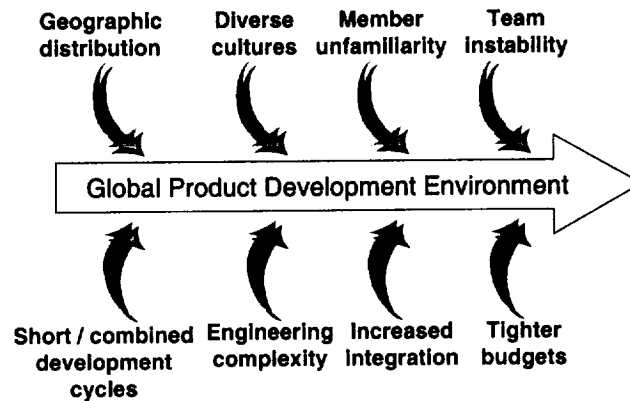 Geographic
distribution
Diverse
cultures
Member
unfamiliarity
Team
instability
Global Product Development Environment
Short / combined
development
cycles
Engineering
complexity
Increased
integration
Tighter
budgets